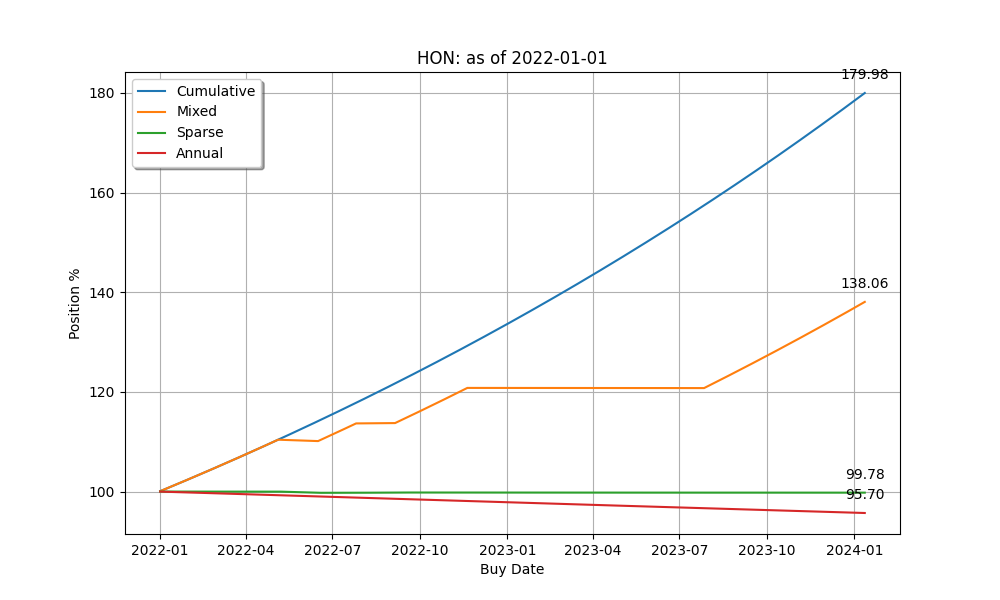 HON: as of 2022-01-01
179.98
180
Cumulative
Mixed
Sparse
Annual
160
140
138.06
120
100
99.78
95.70
Position %
2022-01 2022-04 2022-07 2022-10 2023-01 2023-04 2023-07 2023-10 2024-01
Buy Date